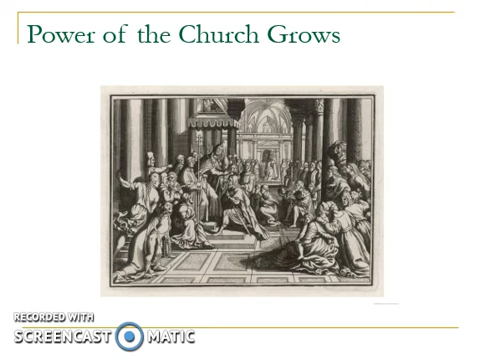 Power of the Church Grows
RECORDED WITH
SCREENCAST MATIC